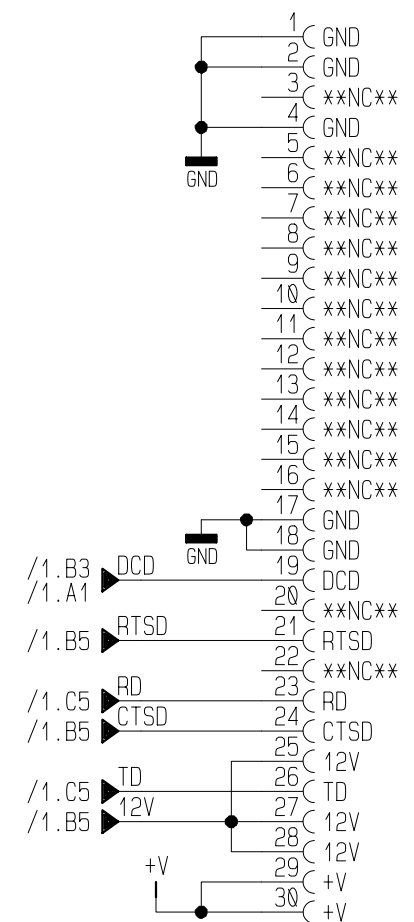 1 GND
2 GND
3 **NC**
4 GND
5 **NC**
GND
6 **NC**
7 **NC**
8 **NC**
9 **NC**
10 **NC**
11 **NC**
12 **NC**
13 **NC**
14 **NC**
15 **NC**
16 **NC**
17 GND
GND
18 GND
/1.B3 DCD 19 DCD
/1.A1
20 **NC**
/1.B5 RTSD 21 RTSD
22 **NC**
/1.C5 RD 23 RD
/1.B5 CTSD 24 CTSD
25 12V
/1.C5 TD 26 TD
/1.B5 12V 27 12V
28 12V
+V 29 +V
30 +V